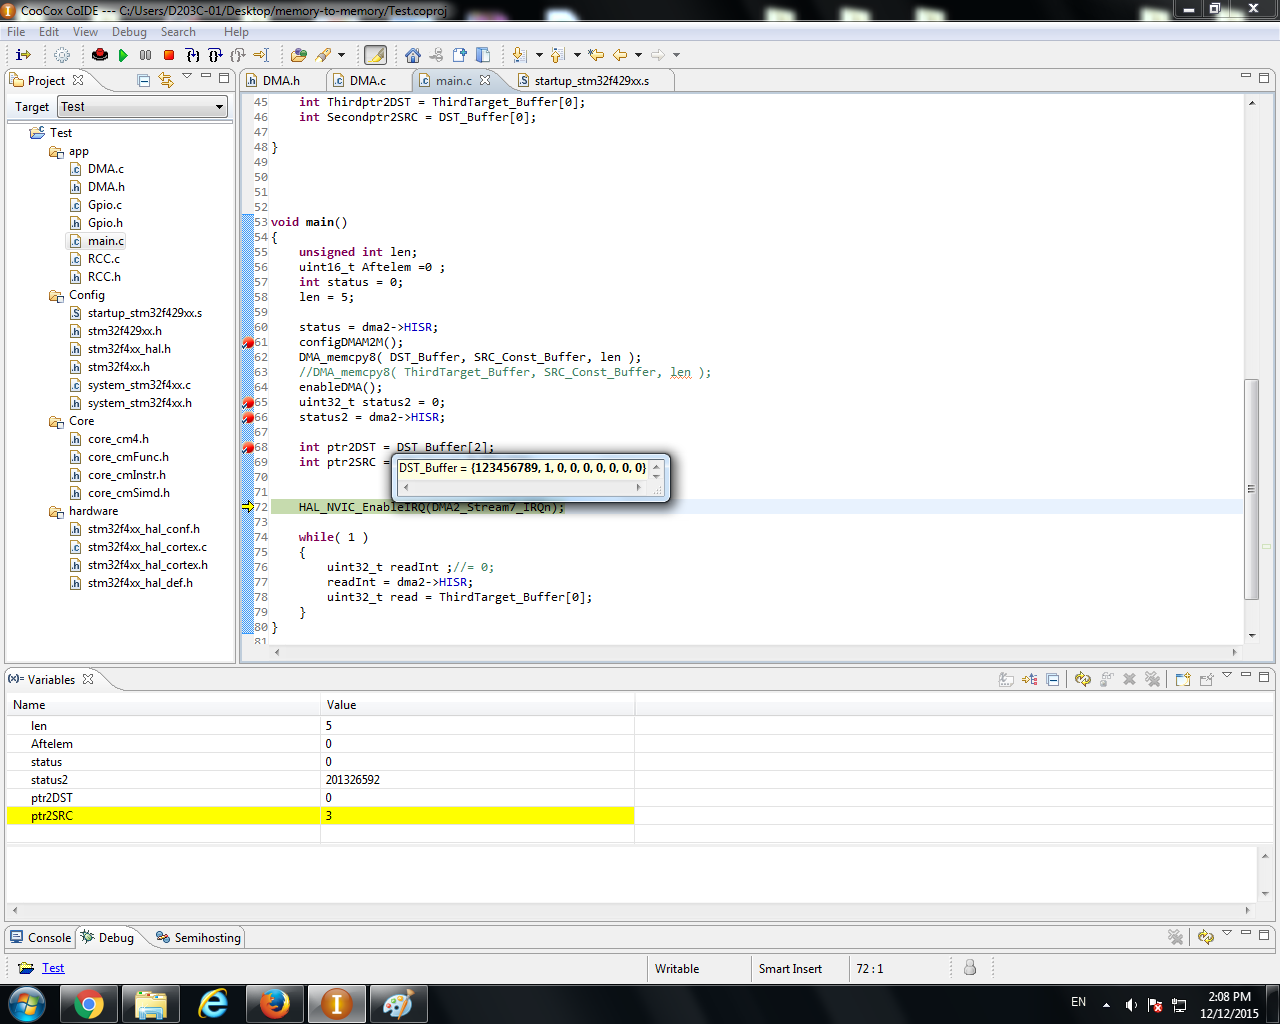 CooCox CoIDE --- C:/Users/D203C-01/Desktop/memory-to-memory/Test.coproj
File Edit View Debug Search Help
Project
Target Test
Test
app
DMA.c
DMA.h
Gpio.c
Gpio.h
main.c
RCC.c
RCC.h
Config
startup_stm32f429xx.s
stm32f429xx.h
stm32f4xx_hal.h
stm32f4xx.h
system_stm32f4xx.c
system_stm32f4xx.h
Core
core_cm4.h
core_cmFunc.h
core_cmInstr.h
core_cmSimd.h
hardware
stm32f4xx_hal_conf.h
stm32f4xx_hal_cortex.c
stm32f4xx_hal_cortex.h
stm32f4xx_hal_def.h
DMA.h DMA.c main.c startup_stm32f429xx.s
45 int Thirdptr2DST = ThirdTarget_Buffer[0];
46 int Secondptr2SRC = DST_Buffer[0];
47
48 }
49
50
51
52
53 void main()
54 {
55 unsigned int len;
56 uint16_t Aftelem =0 ;
57 int status = 0;
58 len = 5;
59
60 status = dma2->HISR;
61 configDMAM2M();
62 DMA_memcpy8( DST_Buffer, SRC_Const_Buffer, len );
63 //DMA_memcpy8( ThirdTarget_Buffer, SRC_Const_Buffer, len );
64 enableDMA();
65 uint32_t status2 = 0;
66 status2 = dma2->HISR;
67
68 int ptr2DST = DST_Buffer[2];
69 int ptr2SRC =
DST_Buffer = {123456789, 1, 0, 0, 0, 0, 0, 0, 0}
70
71
72 HAL_NVIC_EnableIRQ(DMA2_Stream7_IRQn);
73
74 while( 1 )
75 {
76 uint32_t readInt ;//= 0;
77 readInt = dma2->HISR;
78 uint32_t read = ThirdTarget_Buffer[0];
79 }
80 }
81
(x)= Variables
Name Value
len 5
Aftelem 0
status 0
status2 201326592
ptr2DST 0
ptr2SRC 3
Console Debug Semihosting
Test Writable Smart Insert 72 : 1
EN 2:08 PM
12/12/2015